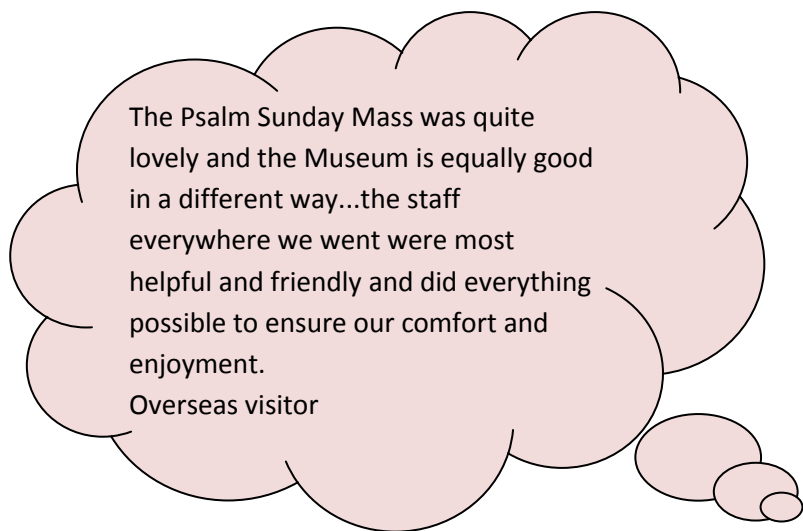 The Psalm Sunday Mass was quite
lovely and the Museum is equally good
in a different way...the staff
everywhere we went were most
helpful and friendly and did everything
possible to ensure our comfort and
enjoyment.
Overseas visitor